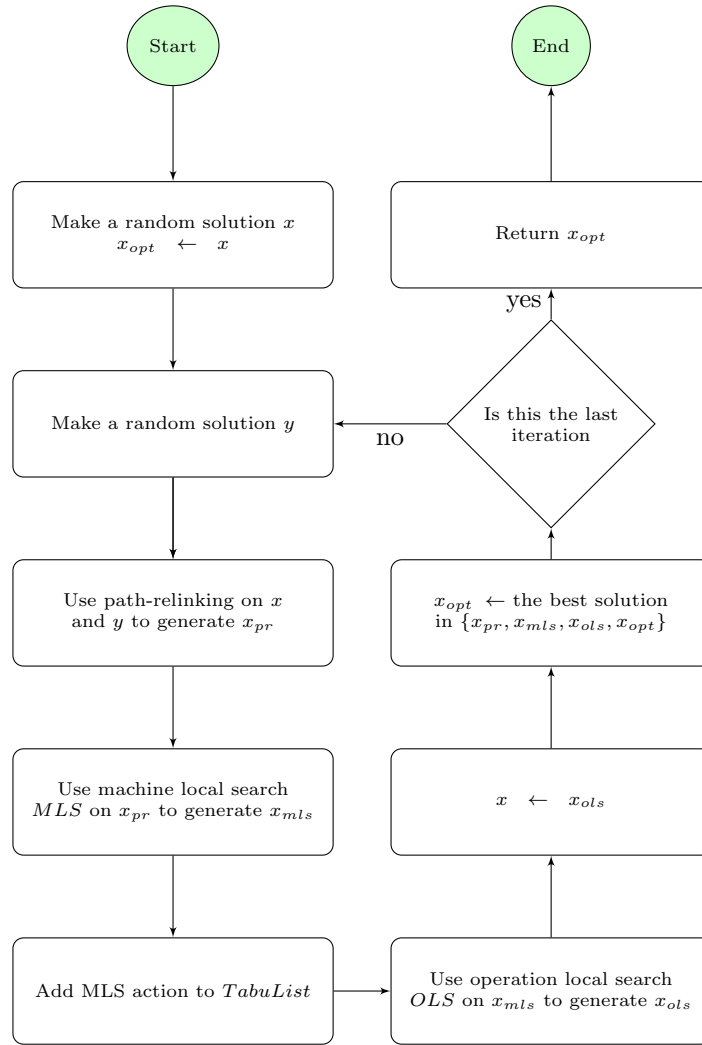 Start
Make a random solution x
x_opt ← x
Make a random solution y
Use path-relinking on x
and y to generate x_pr
Use machine local search
MLS on x_pr to generate x_mls
Add MLS action to TabuList
Use operation local search
OLS on x_mls to generate x_ols
x ← x_ols
x_opt ← the best solution
in {x_pr, x_mls, x_ols, x_opt}
Is this the last
iteration
no
yes
Return x_opt
End